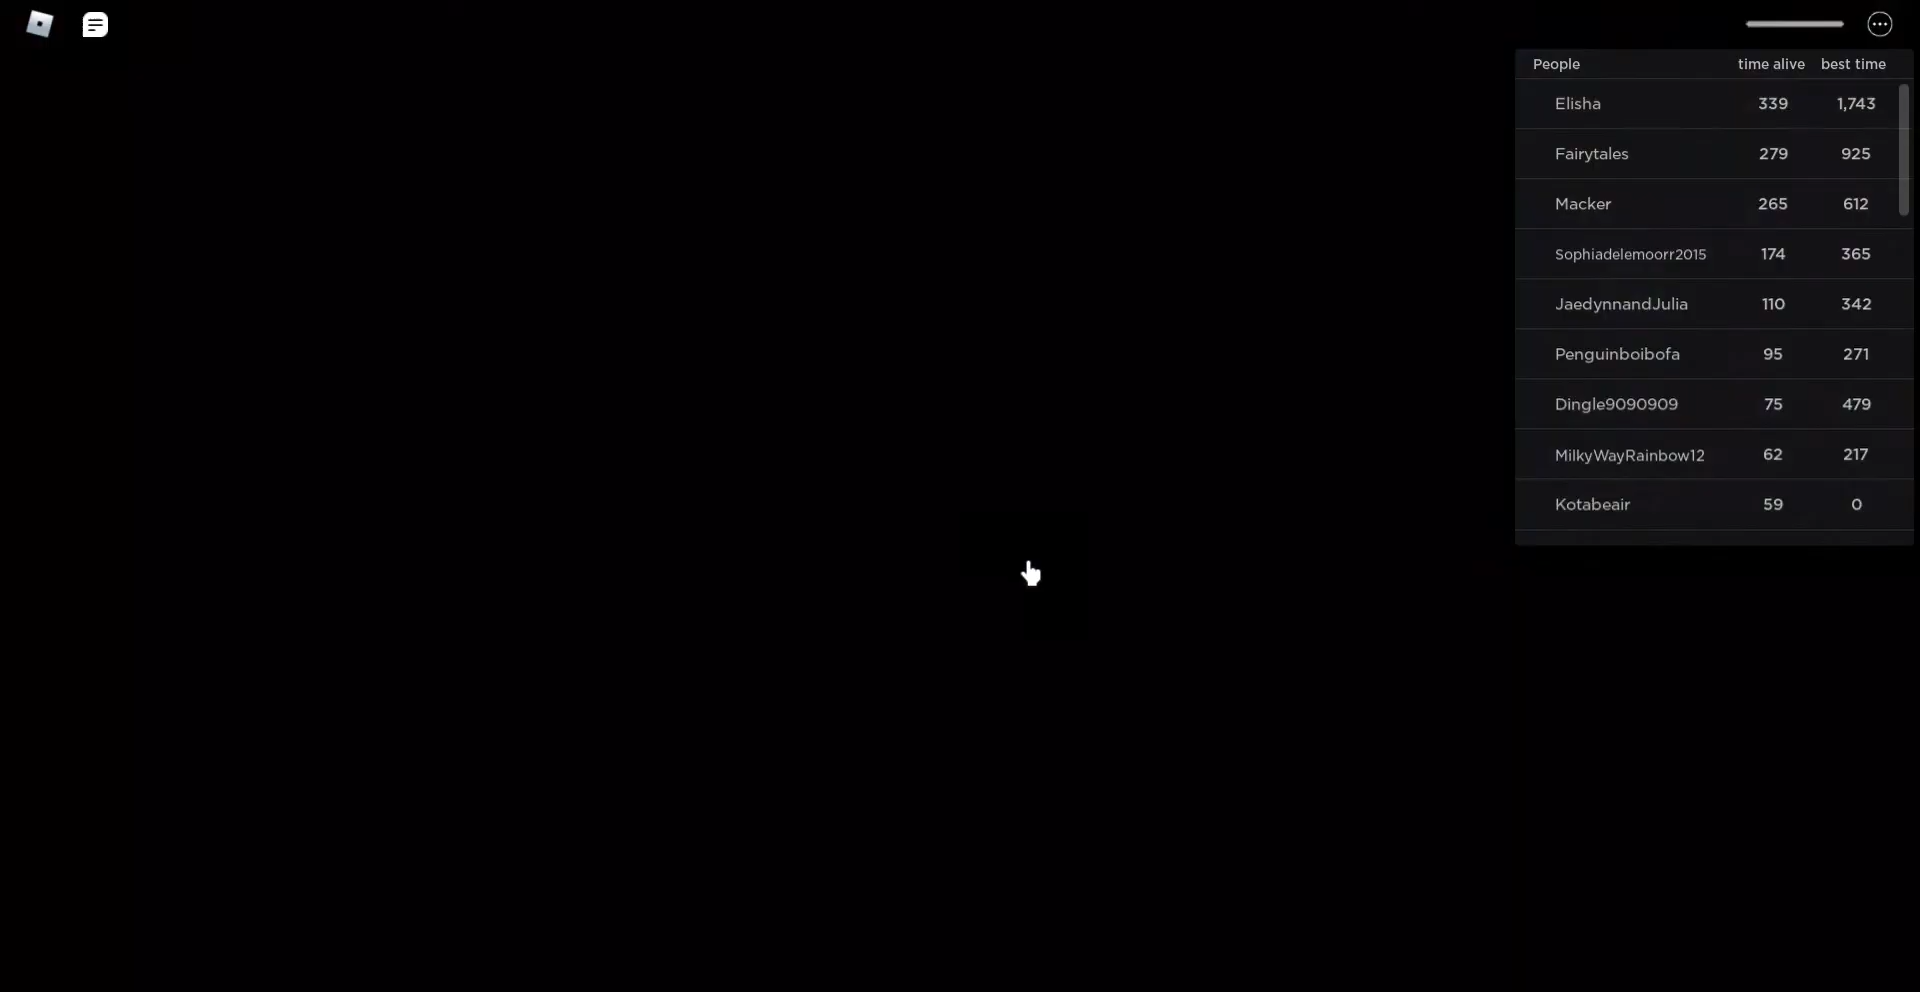 People time alive best time
Elisha 339 1,743
Fairytales 279 925
Macker 265 612
Sophiadelemoorr2015 174 365
JaedynnandJulia 110 342
Penguinboibofa 95 271
Dingle9090909 75 479
MilkyWayRainbow12 62 217
Kotabeair 59 0